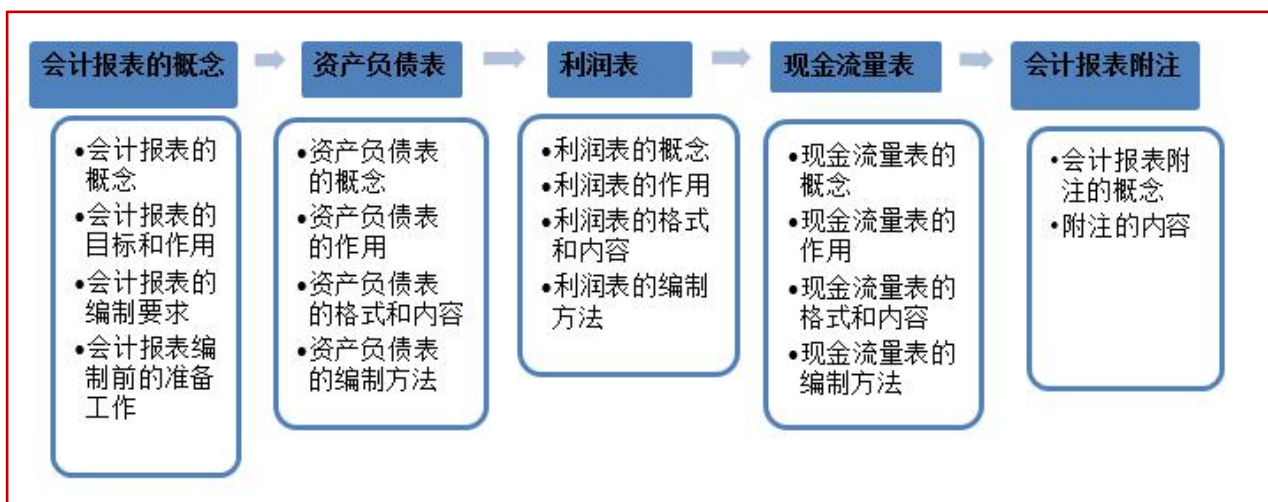 会计报表的概念
资产负债表
利润表
现金流量表
会计报表附注
•会计报表的
概念
•会计报表的
目标和作用
•会计报表的
编制要求
•会计报表编
制前的准备
工作
•资产负债表
的概念
•资产负债表
的作用
•资产负债表
的格式和内容
•资产负债表
的编制方法
•利润表的概念
•利润表的作用
•利润表的格式
和内容
•利润表的编制
方法
•现金流量表的
概念
•现金流量表的
作用
•现金流量表的
格式和内容
•现金流量表的
编制方法
•会计报表附
注的概念
•附注的内容